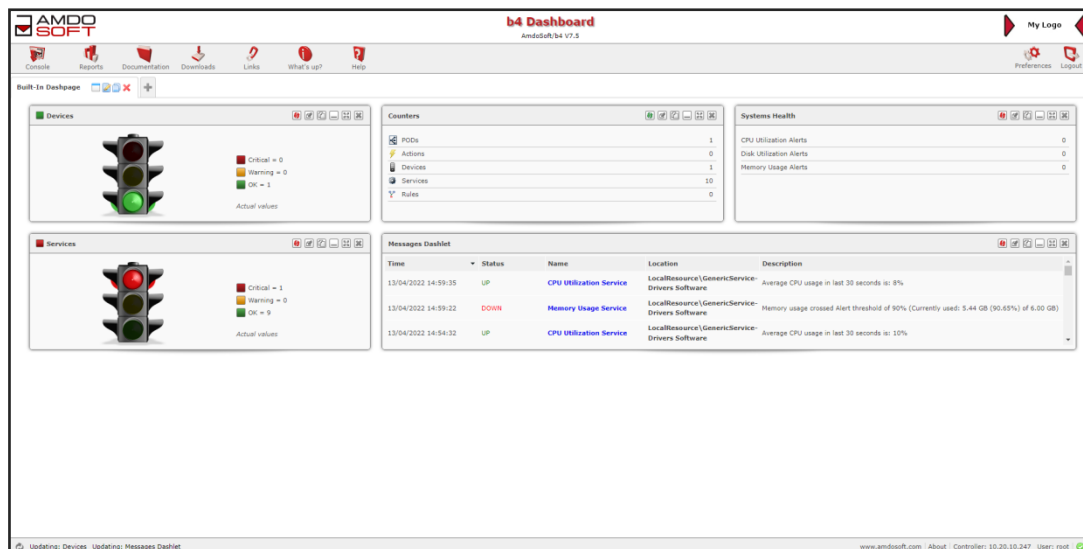 AMDO
SOFT
b4 Dashboard
AmdoSoft/b4 V7.5
My Logo
Console Reports Documentation Downloads Links What's up? Help
Preferences Logout
Built-In Dashpage
Devices
Critical = 0
Warning = 0
OK = 1
Actual values
Counters
PODs 1
Actions 0
Devices 1
Services 10
Rules 0
Systems Health
CPU Utilization Alerts 0
Disk Utilization Alerts 0
Memory Usage Alerts 0
Services
Critical = 1
Warning = 0
OK = 9
Actual values
Messages Dashlet
Time Status Name Location Description
13/04/2022 14:59:35 UP CPU Utilization Service LocalResource\GenericService-Drivers Software Average CPU usage in last 30 seconds is: 8%
13/04/2022 14:59:22 DOWN Memory Usage Service LocalResource\GenericService-Drivers Software Memory usage crossed Alert threshold of 90% (Currently used: 5.44 GB (90.65%) of 6.00 GB)
13/04/2022 14:54:32 UP CPU Utilization Service LocalResource\GenericService-Drivers Software Average CPU usage in last 30 seconds is: 10%
Updating: Devices Updating: Messages Dashlet
www.amdosoft.com About Controller: 10.20.10.247 User: root